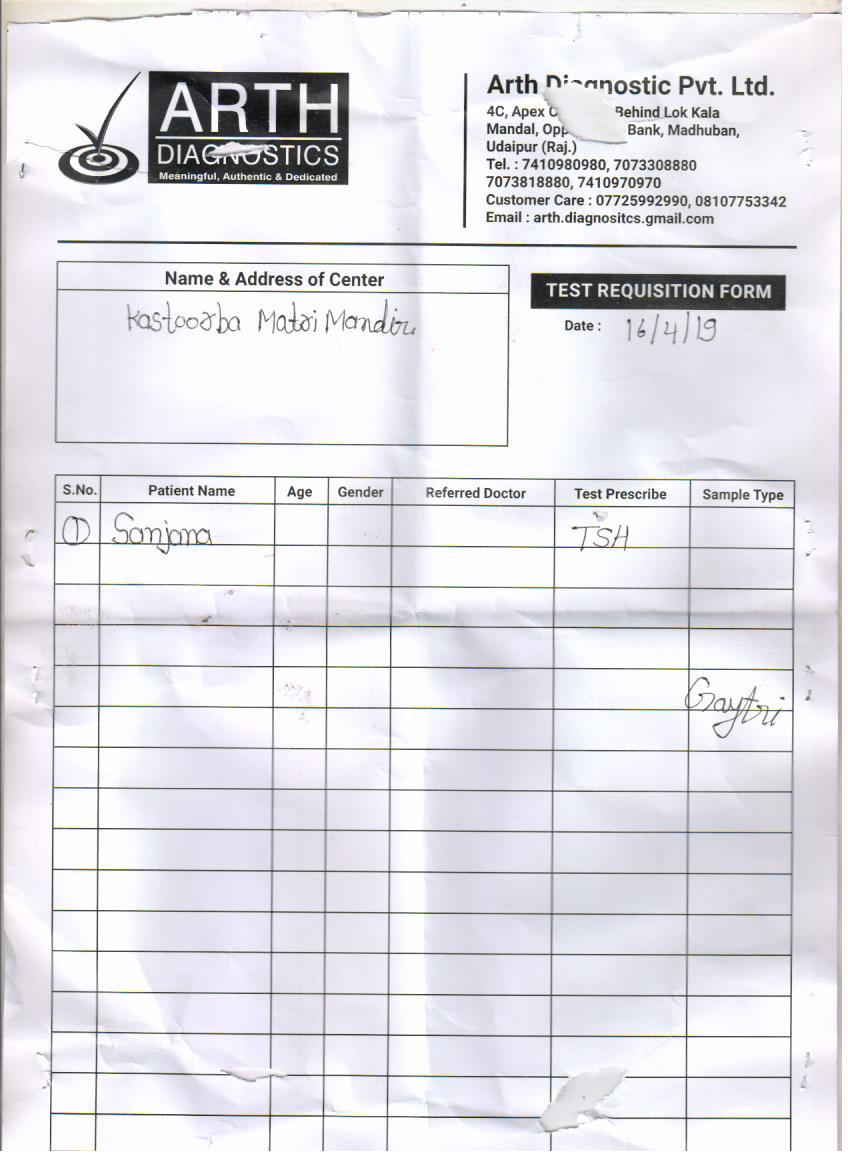 ARTH
DIAGNOSTICS
Meaningful, Authentic & Dedicated
Arth Diagnostic Pvt. Ltd.
4C, Apex Behind Lok Kala
Mandal, Opp Bank, Madhuban,
Udaipur (Raj.)
Tel. : 7410980980, 7073308880
7073818880, 7410970970
Customer Care : 07725992990, 08107753342
Email : arth.diagnositcs.gmail.com
Name & Address of Center
Kastoorba Matri Mandir
TEST REQUISITION FORM
Date : 16/4/19
S.No. Patient Name Age Gender Referred Doctor Test Prescribe Sample Type
1 Sanjana TSH
Gaytri